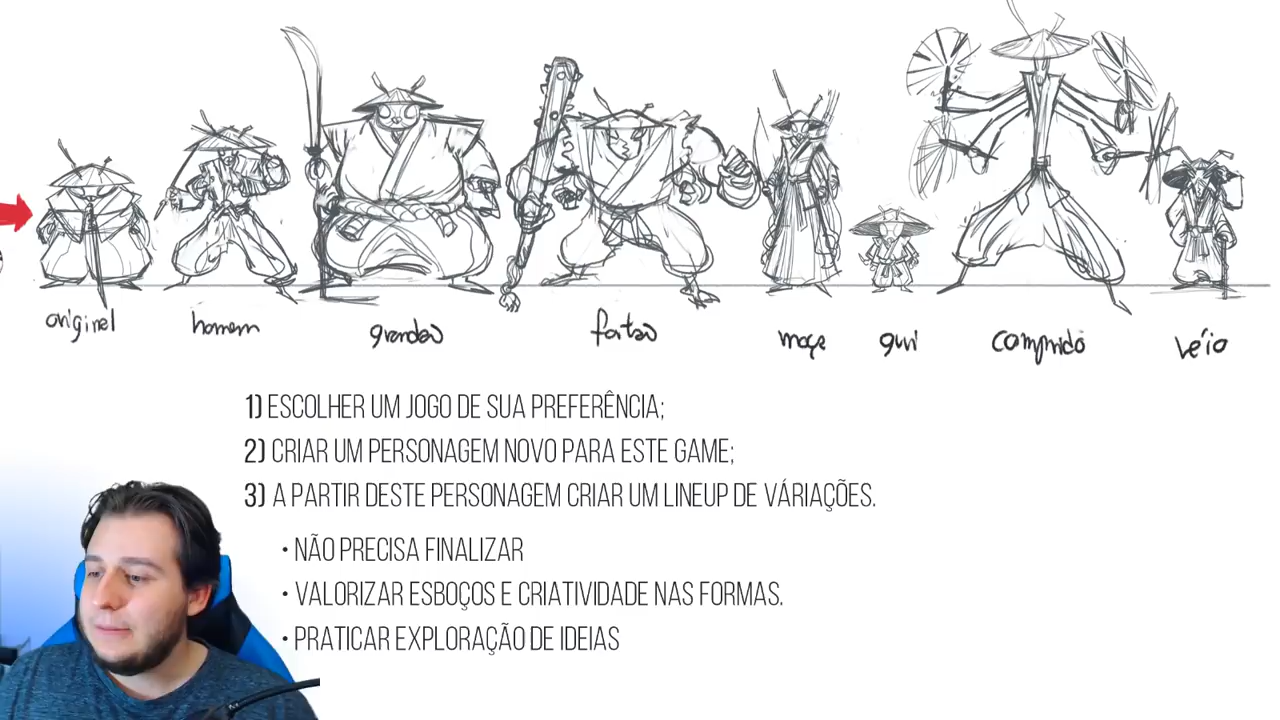 original homem grandão fortão moça guri comprido véio
1) ESCOLHER UM JOGO DE SUA PREFERÊNCIA;
2) CRIAR UM PERSONAGEM NOVO PARA ESTE GAME;
3) A PARTIR DESTE PERSONAGEM CRIAR UM LINEUP DE VÁRIAÇÕES.
• NÃO PRECISA FINALIZAR
• VALORIZAR ESBOÇOS E CRIATIVIDADE NAS FORMAS.
• PRATICAR EXPLORAÇÃO DE IDEIAS